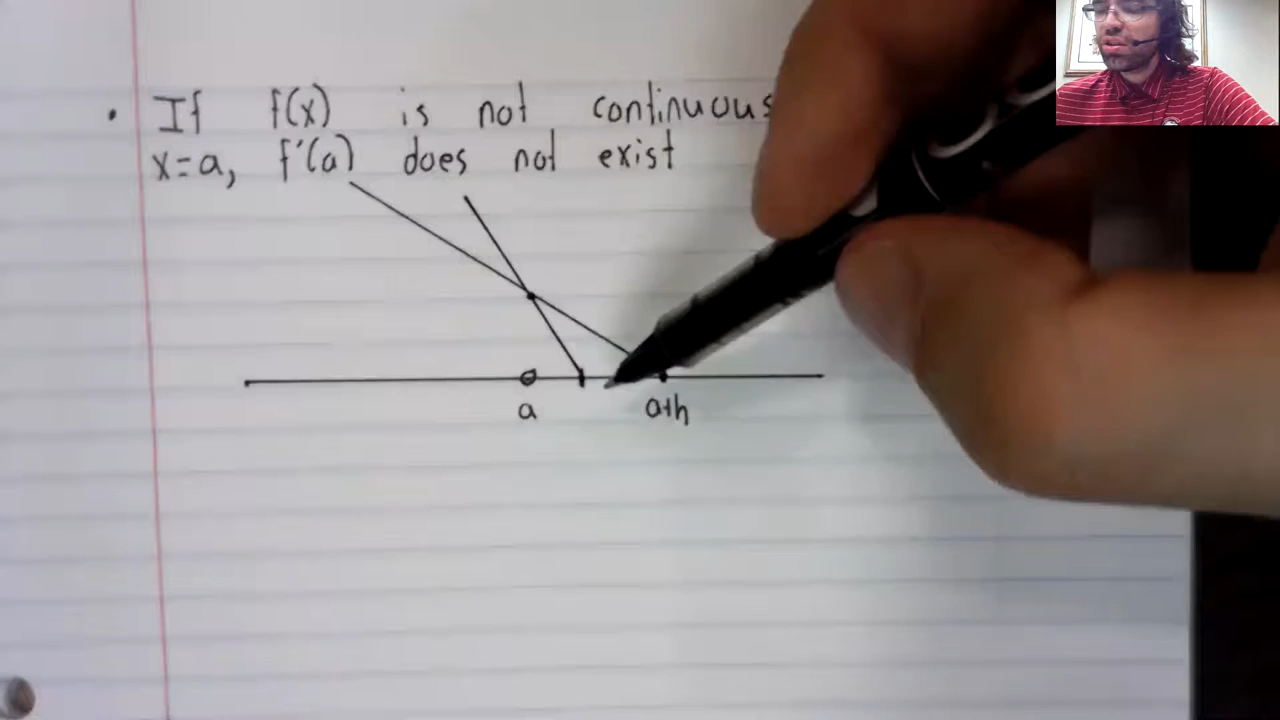 • If f(x) is not continuous
x=a, f'(a) does not exist
a
a+h